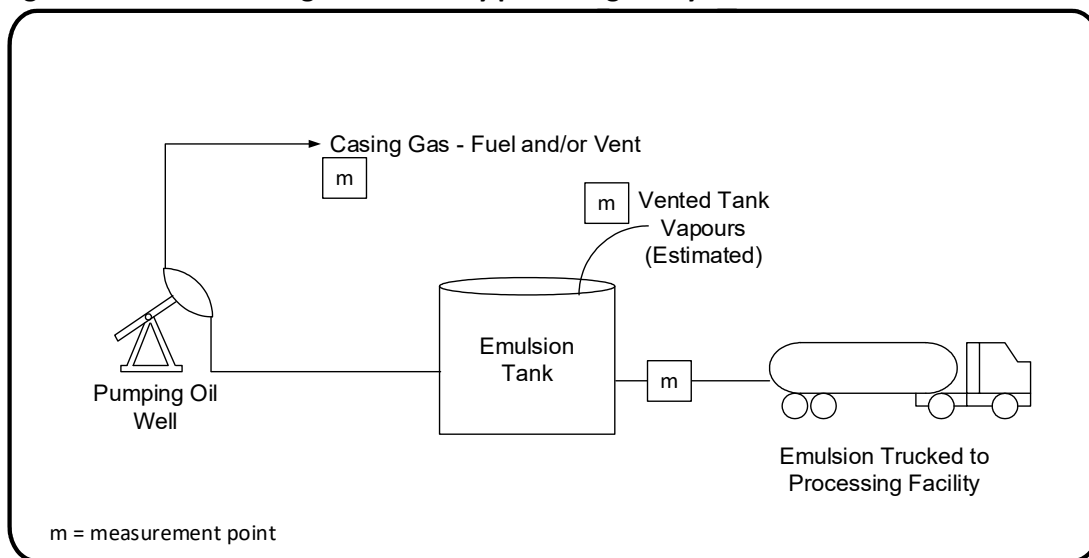 Casing Gas - Fuel and/or Vent
m
m
Vented Tank
Vapours
(Estimated)
Emulsion
Tank
m
Pumping Oil
Well
Emulsion Trucked to
Processing Facility
m = measurement point